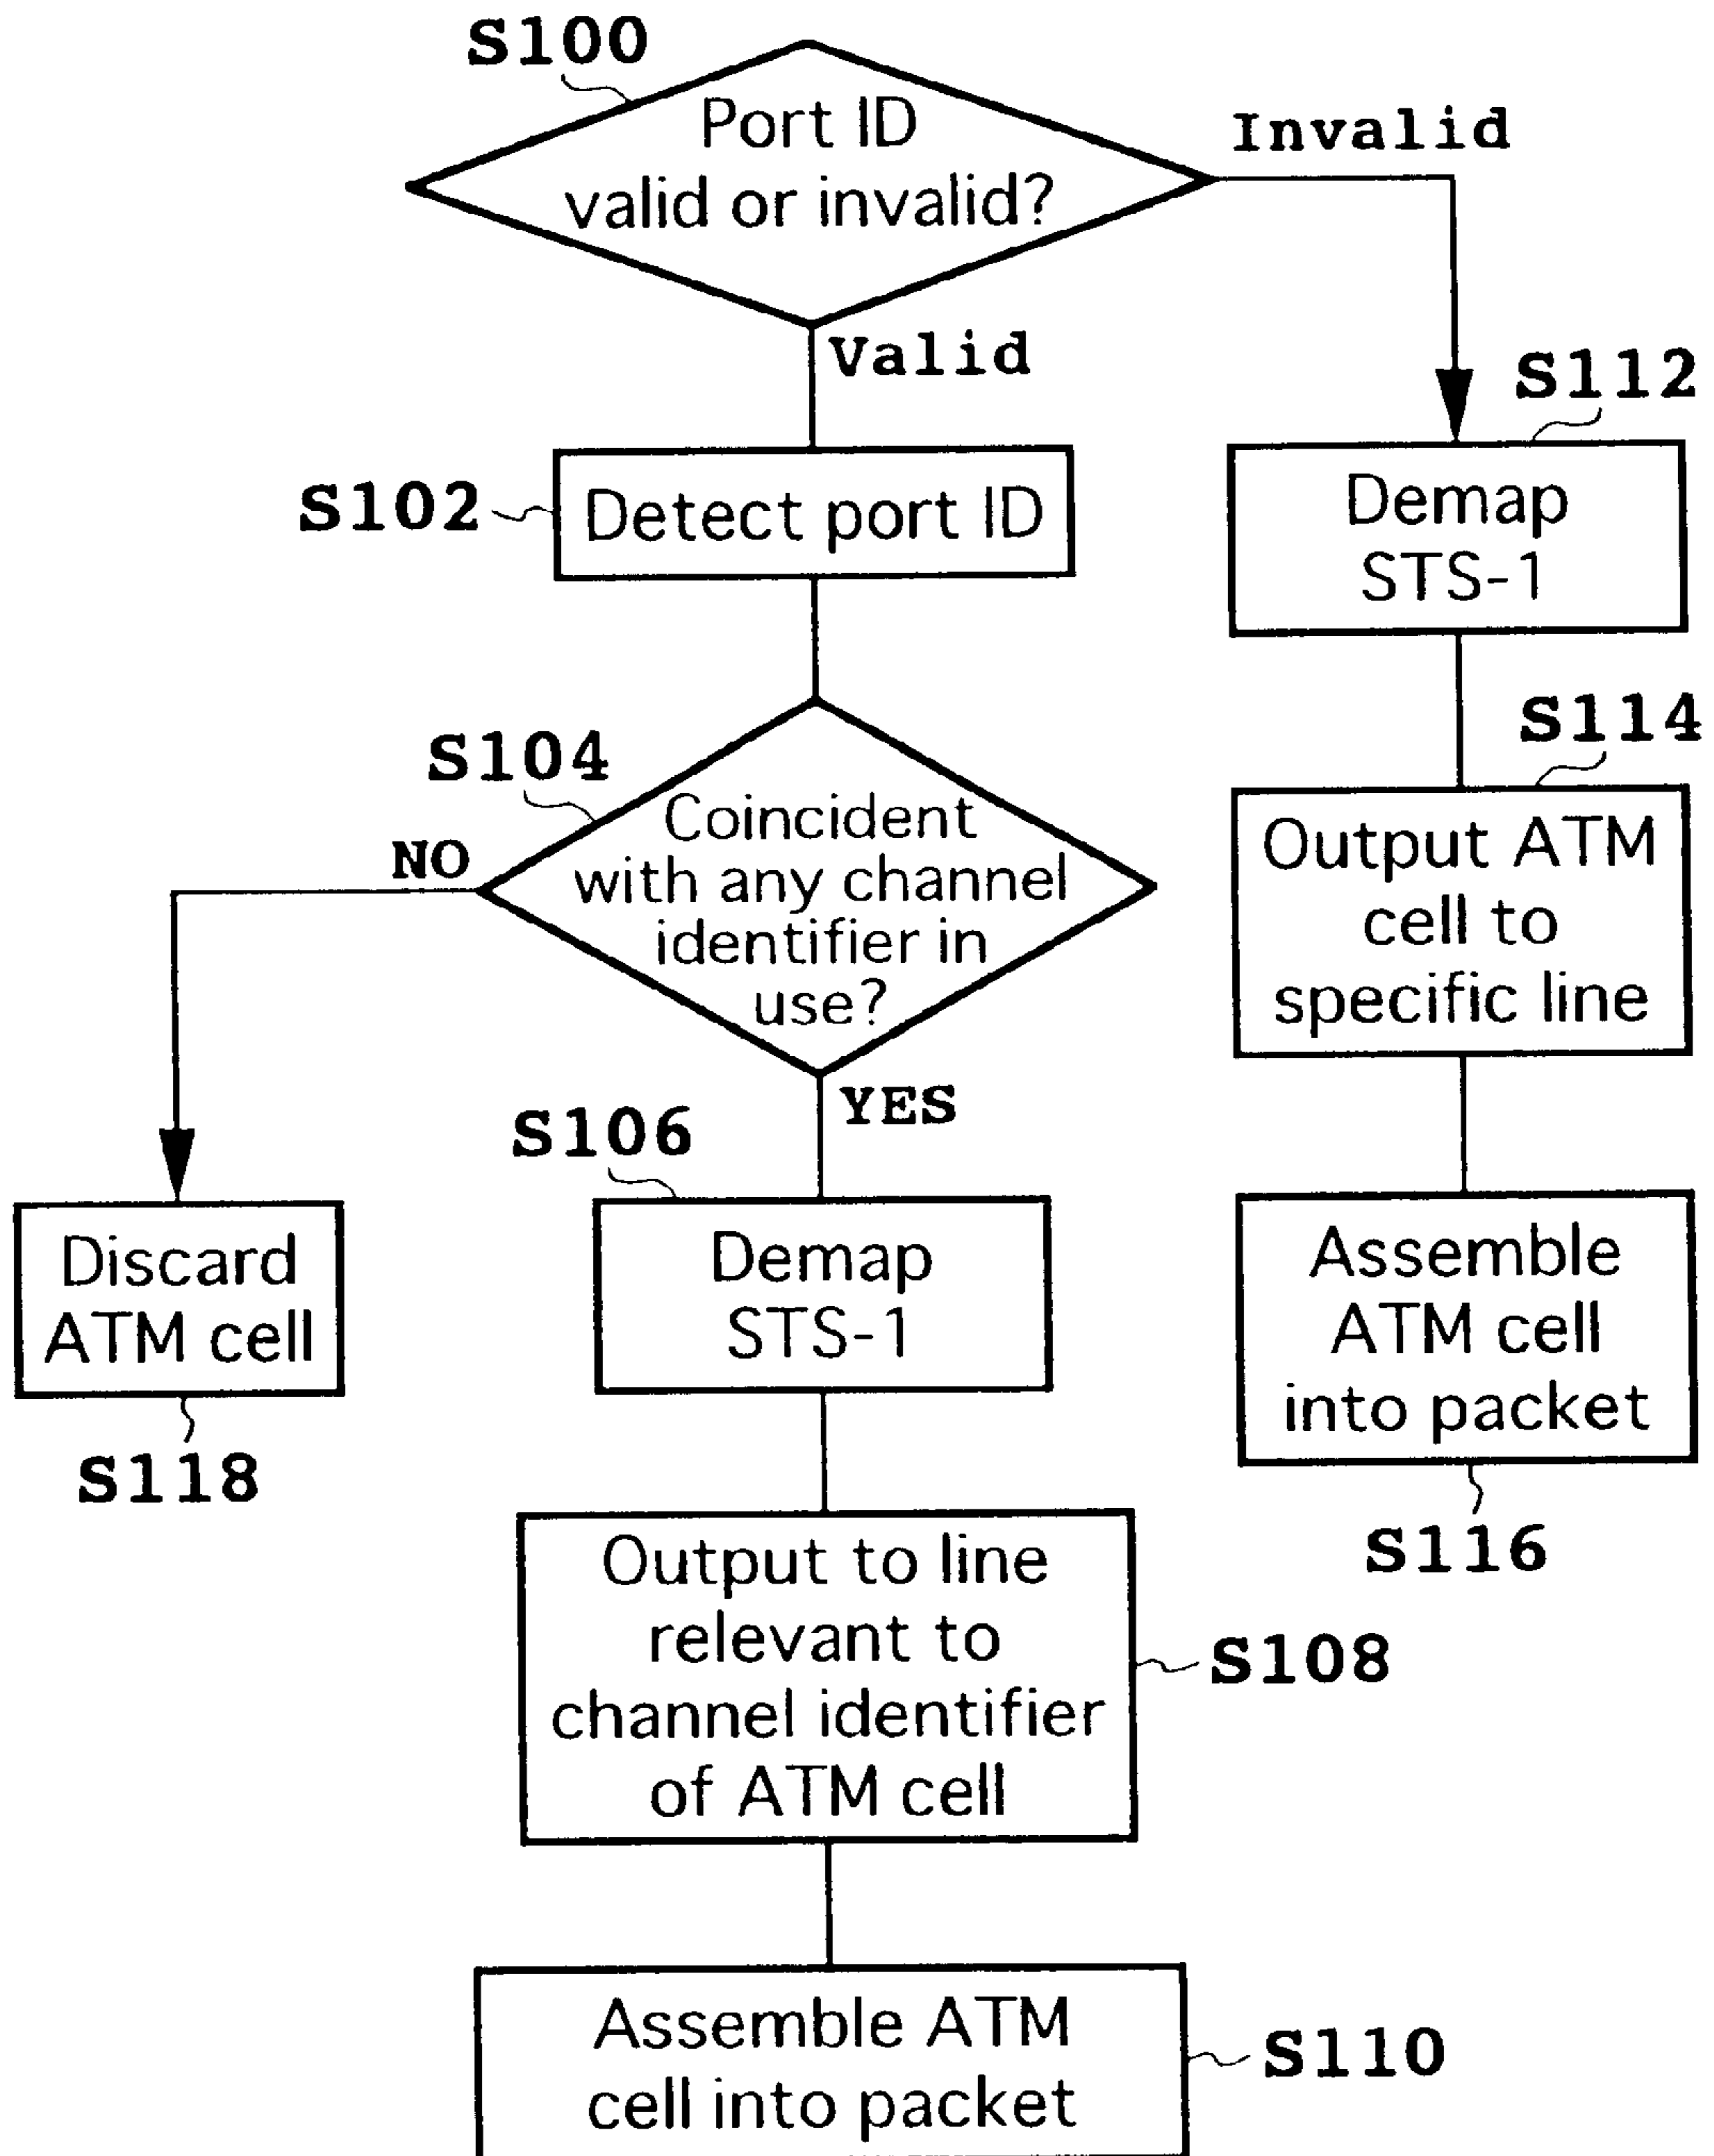 S100
Port ID
valid or invalid?
Invalid
Valid
S102
Detect port ID
S112
Demap
STS-1
S104
Coincident
with any channel
identifier in
use?
NO
YES
S114
Output ATM
cell to
specific line
S106
Demap
STS-1
Discard
ATM cell
S118
Assemble
ATM cell
into packet
S116
Output to line
relevant to
channel identifier
of ATM cell
S108
Assemble ATM
cell into packet
S110